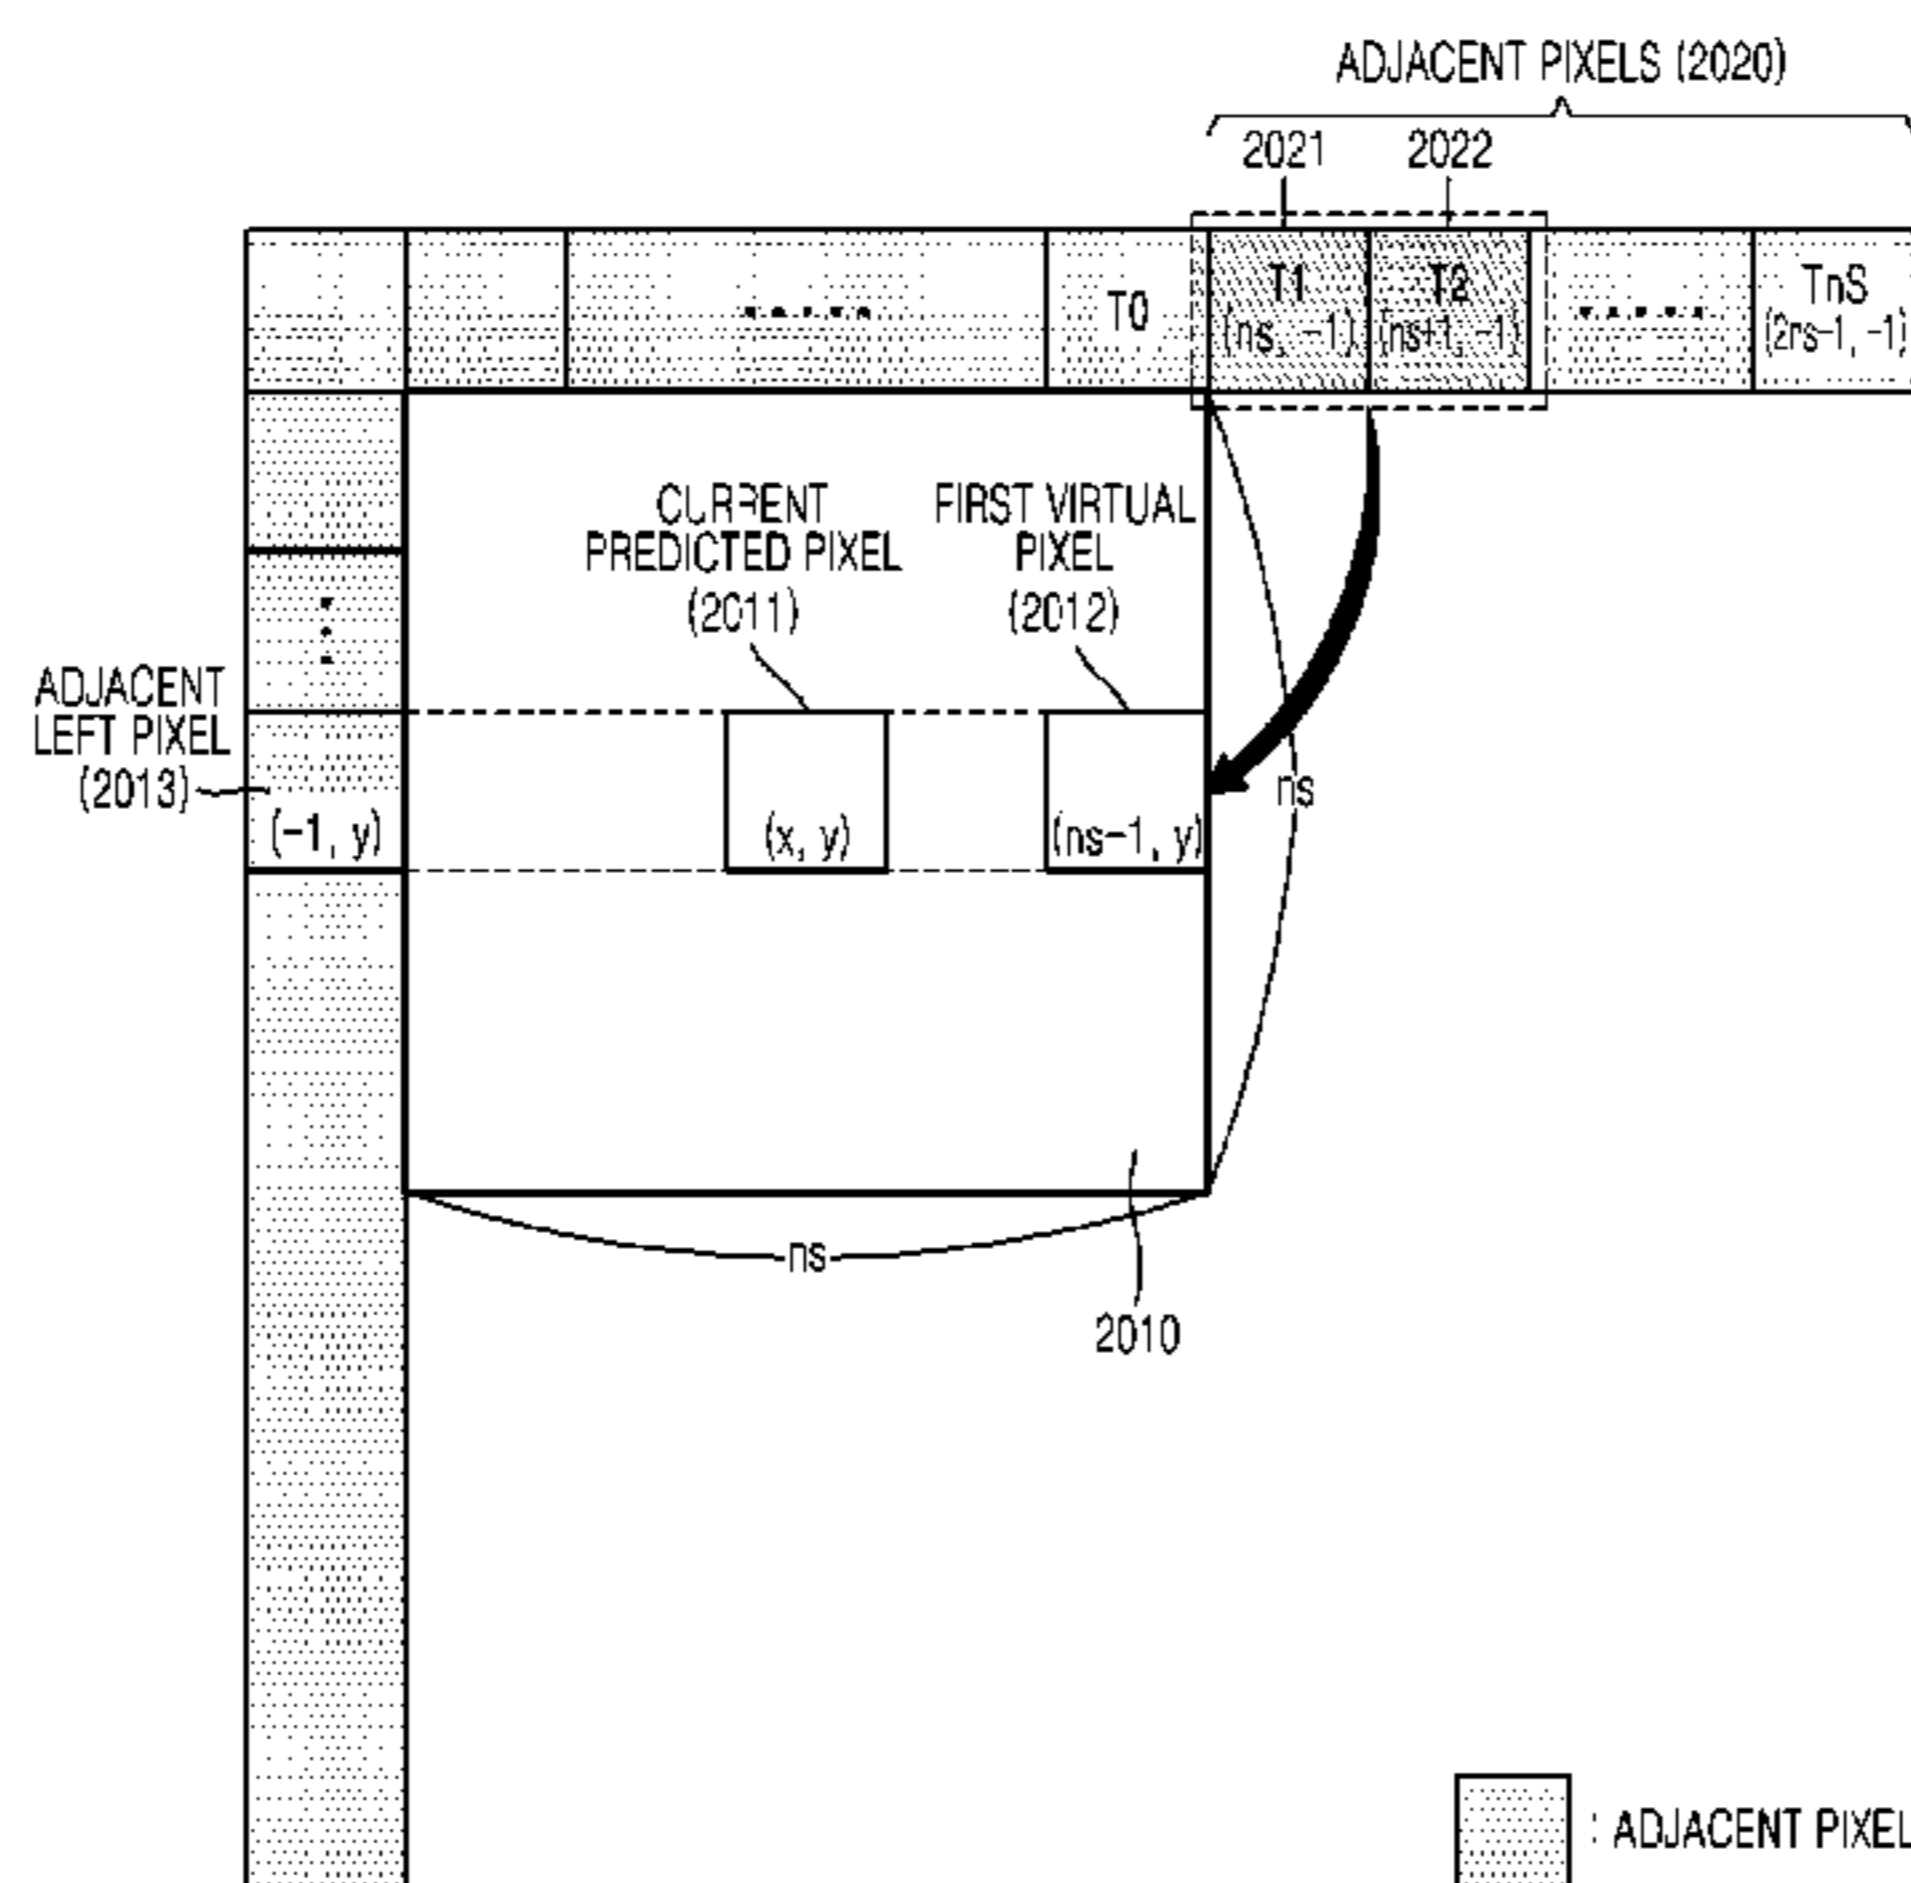 ADJACENT PIXELS (2020)
2021 2022
T0
T1
(ns, -1)
T2
(ns+1, -1)
TnS
(2ns-1, -1)
CURRENT
PREDICTED PIXEL
(2011)
FIRST VIRTUAL
PIXEL
(2012)
ADJACENT
LEFT PIXEL
(2013)
(-1, y)
(x, y)
(ns-1, y)
ns
ns
2010
: ADJACENT PIXEL